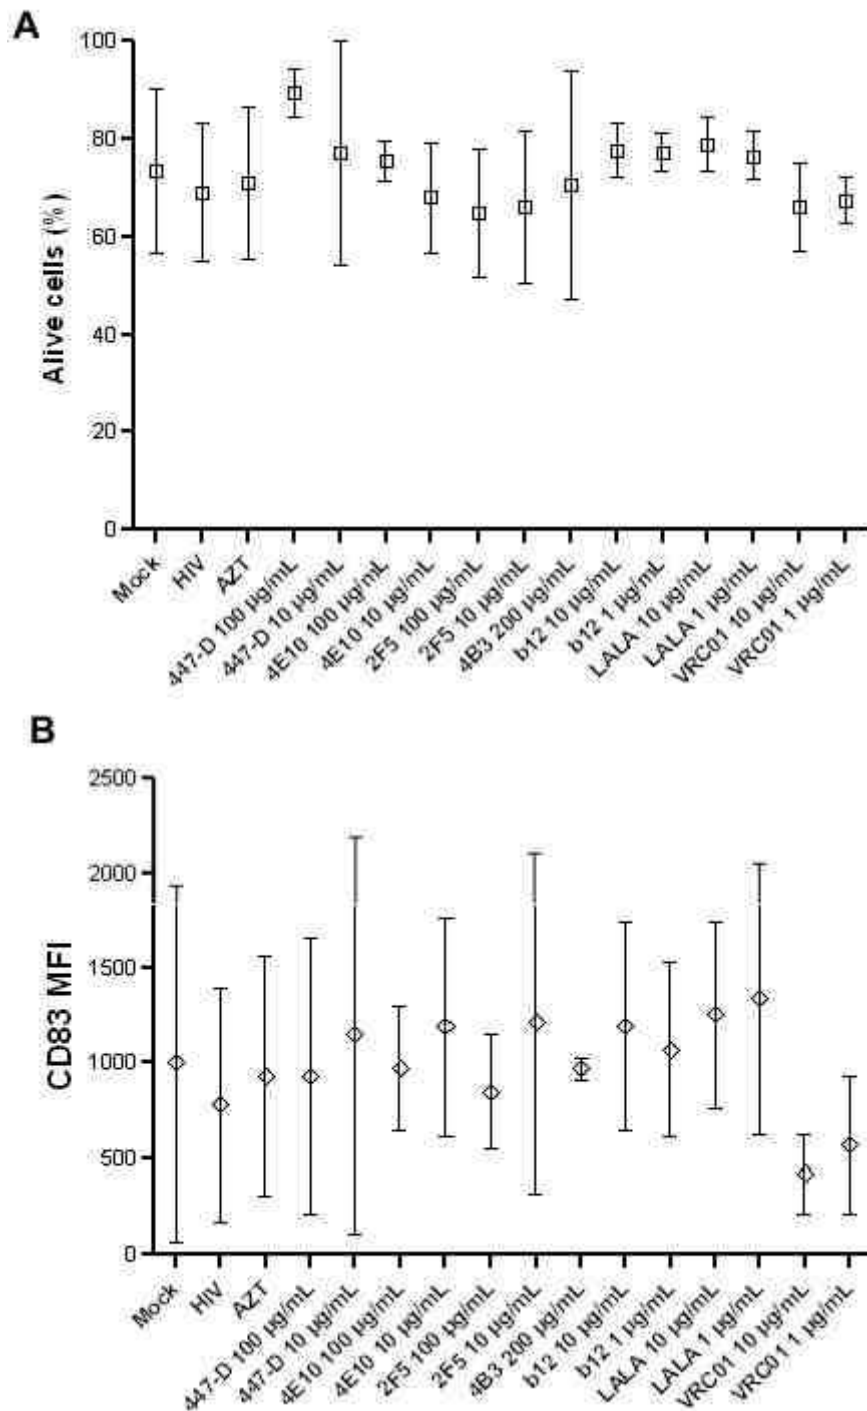 A
100
80
60
40
20
0
Alive cells (%)
Mock
HIV
AZT
447-D 100 µg/mL
447-D 10 µg/mL
4E10 100 µg/mL
4E10 10 µg/mL
2F5 100 µg/mL
2F5 10 µg/mL
4B3 200 µg/mL
b12 10 µg/mL
b12 1 µg/mL
LALA 10 µg/mL
LALA 1 µg/mL
VRC01 10 µg/mL
VRC01 1 µg/mL
B
2500
2000
1500
1000
500
0
CD83 MFI
Mock
HIV
AZT
447-D 100 µg/mL
447-D 10 µg/mL
4E10 100 µg/mL
4E10 10 µg/mL
2F5 100 µg/mL
2F5 10 µg/mL
4B3 200 µg/mL
b12 10 µg/mL
b12 1 µg/mL
LALA 10 µg/mL
LALA 1 µg/mL
VRC01 10 µg/mL
VRC01 1 µg/mL